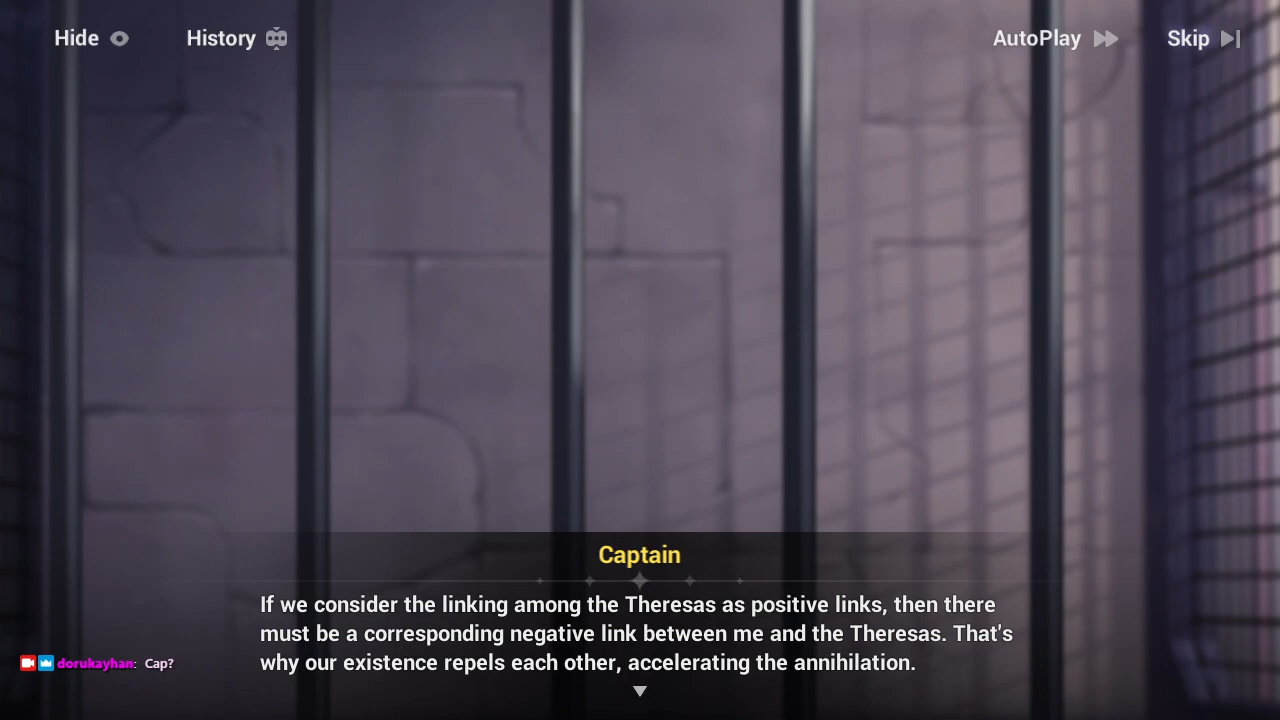 Hide
History
AutoPlay
Skip
Captain
If we consider the linking among the Theresas as positive links, then there
must be a corresponding negative link between me and the Theresas. That's
why our existence repels each other, accelerating the annihilation.
dorukayhan: Cap?